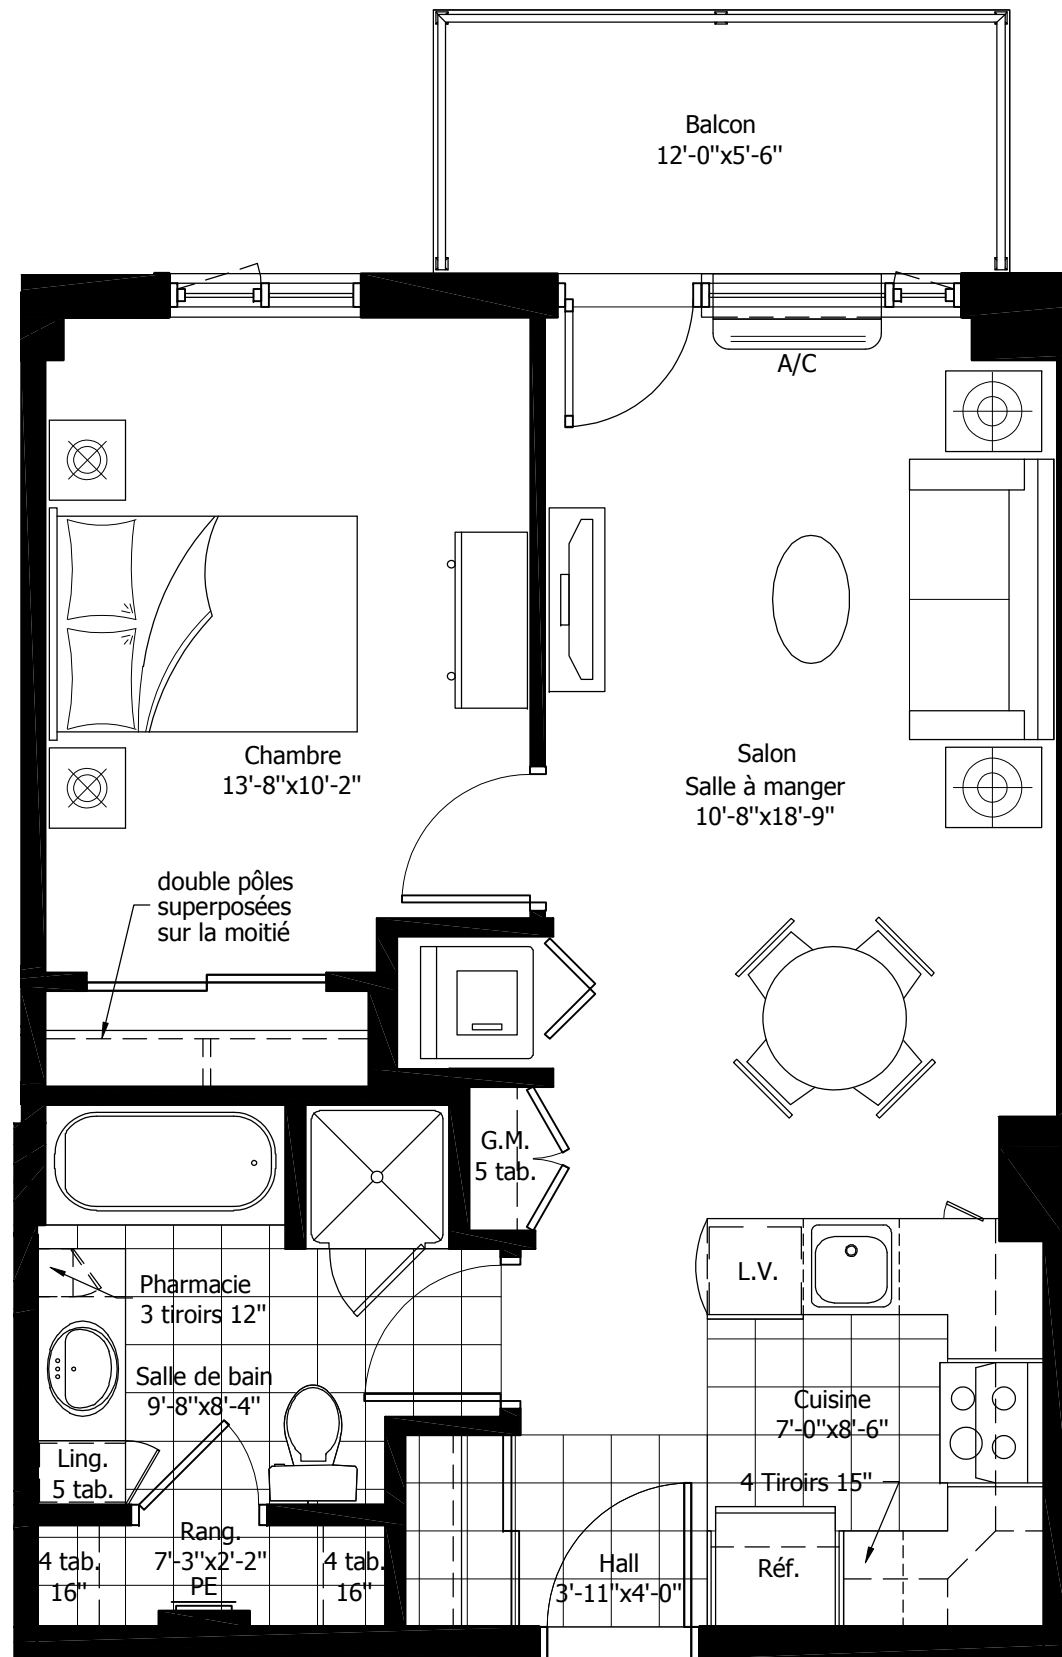 Balcon
12'-0"x5'-6"
A/C
Chambre
13'-8"x10'-2"
Salon
Salle à manger
10'-8"x18'-9"
double pôles
superposées
sur la moitié
G.M.
5 tab.
L.V.
Pharmacie
3 tiroirs 12"
Salle de bain
9'-8"x8'-4"
Cuisine
7'-0"x8'-6"
Ling.
5 tab.
4 Tiroirs 15"
Rang.
7'-3"x2'-2"
PE
4 tab.
16"
4 tab.
16"
Hall
3'-11"x4'-0"
Réf.